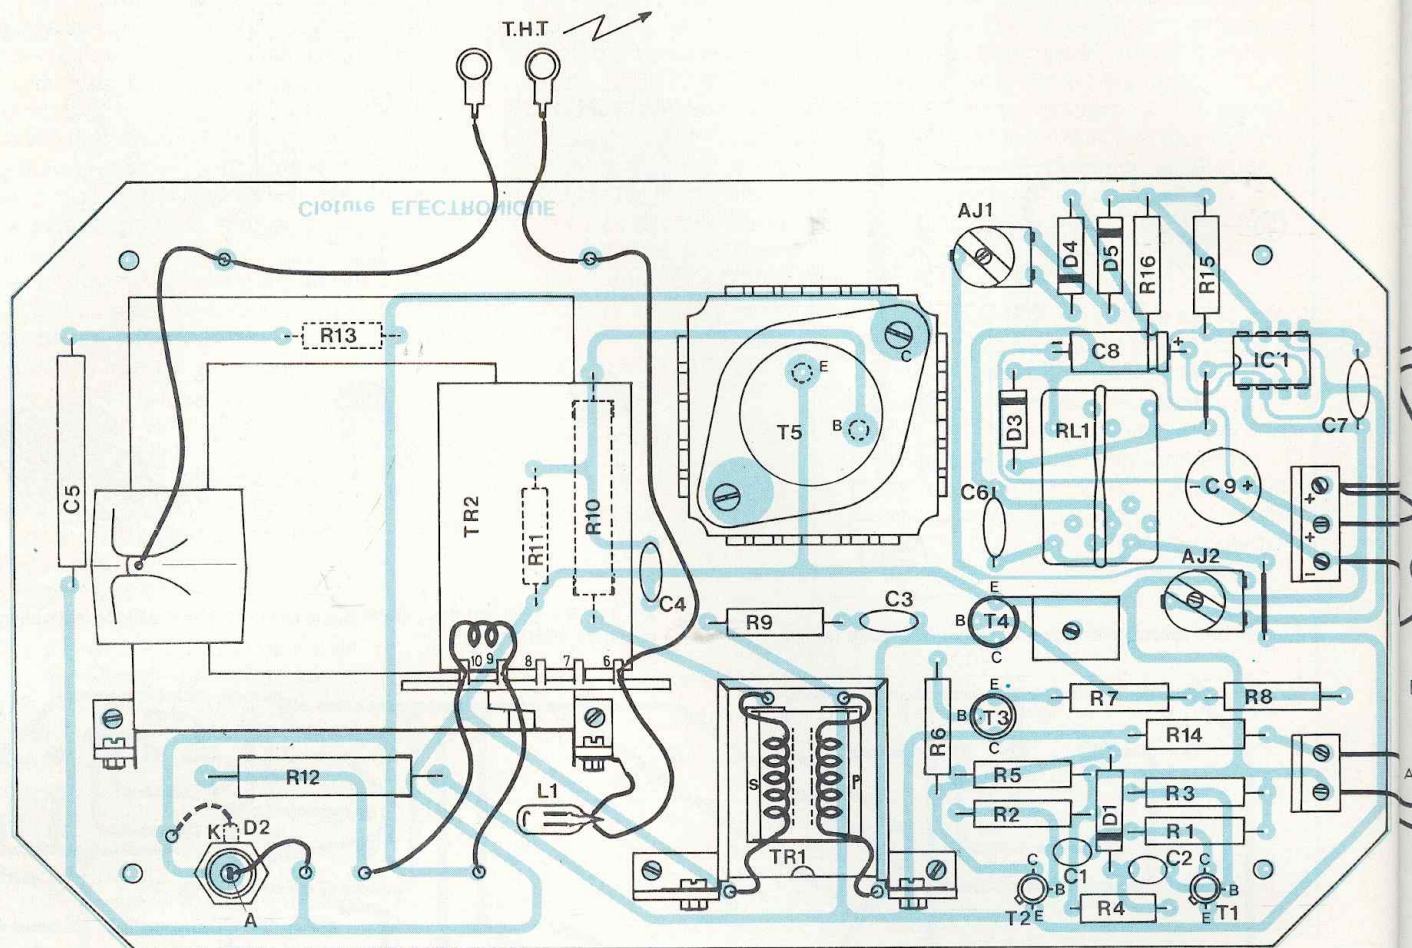 T.H.T
Cloture ELECTRONIQUE
AJ1
D4
D5
R16
R15
R13
C
E
B
T5
- C8 +
IC1
D3
RL1
C7
C5
TR2
R11
R10
C6
- C9 +
+
+
-
AJ2
C4
R9
C3
E
B T4
C
10 9 8 7 6
E
B T3
C
R7
R8
R6
R14
R12
L1
S
P
R5
D1
R3
R2
R1
K D2
TR1
C1
C2
C
B
T2 E
R4
C
B
E T1
A
A